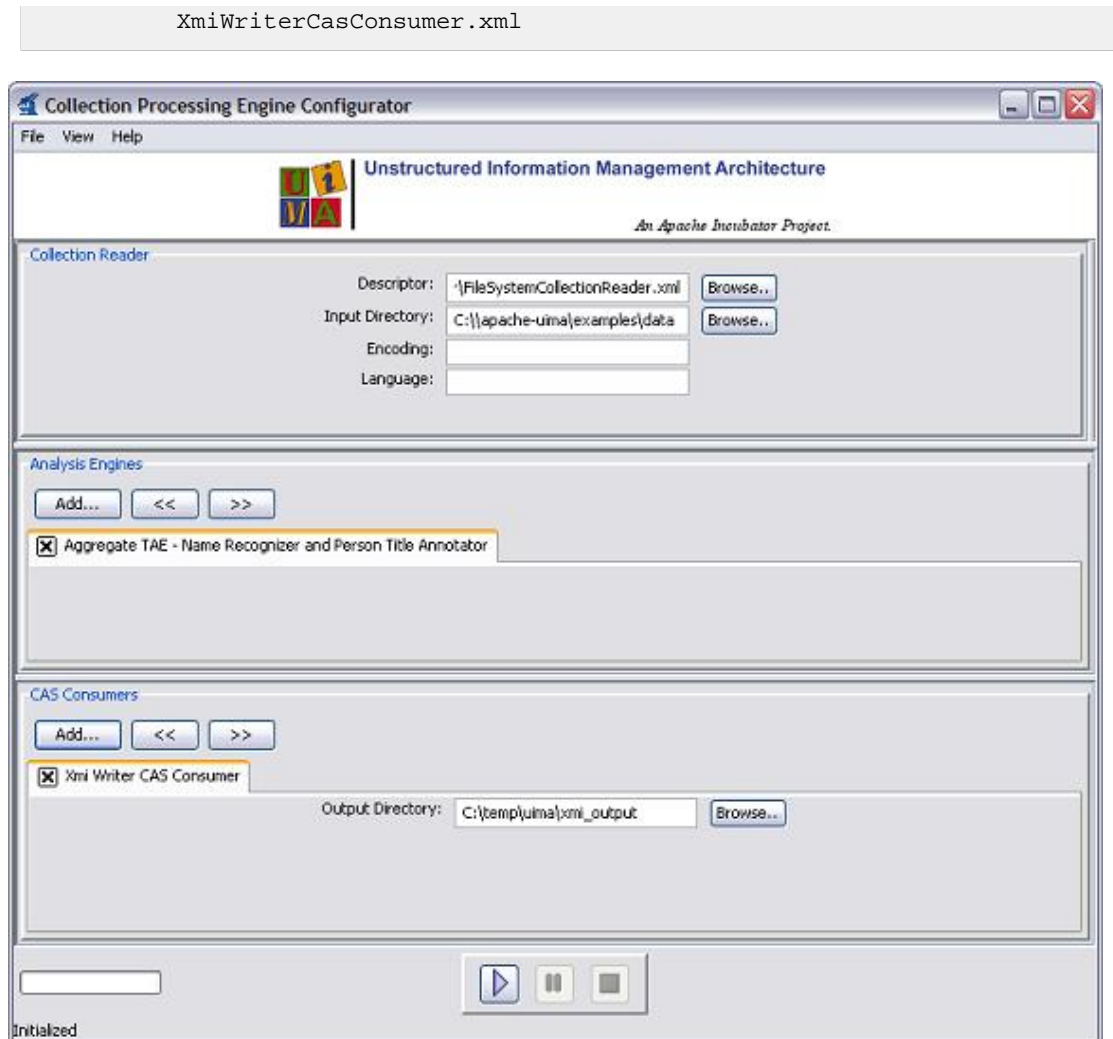 XmiWriterCasConsumer.xml
Collection Processing Engine Configurator
File View Help
UiMA
Unstructured Information Management Architecture
An Apache Incubator Project.
Collection Reader
Descriptor: \FileSystemCollectionReader.xml Browse..
Input Directory: C:\\apache-uima\examples\data Browse..
Encoding:
Language:
Analysis Engines
Add... << >>
Aggregate TAE - Name Recognizer and Person Title Annotator
CAS Consumers
Add... << >>
Xmi Writer CAS Consumer
Output Directory: C:\temp\uima\xmi_output Browse..
Initialized